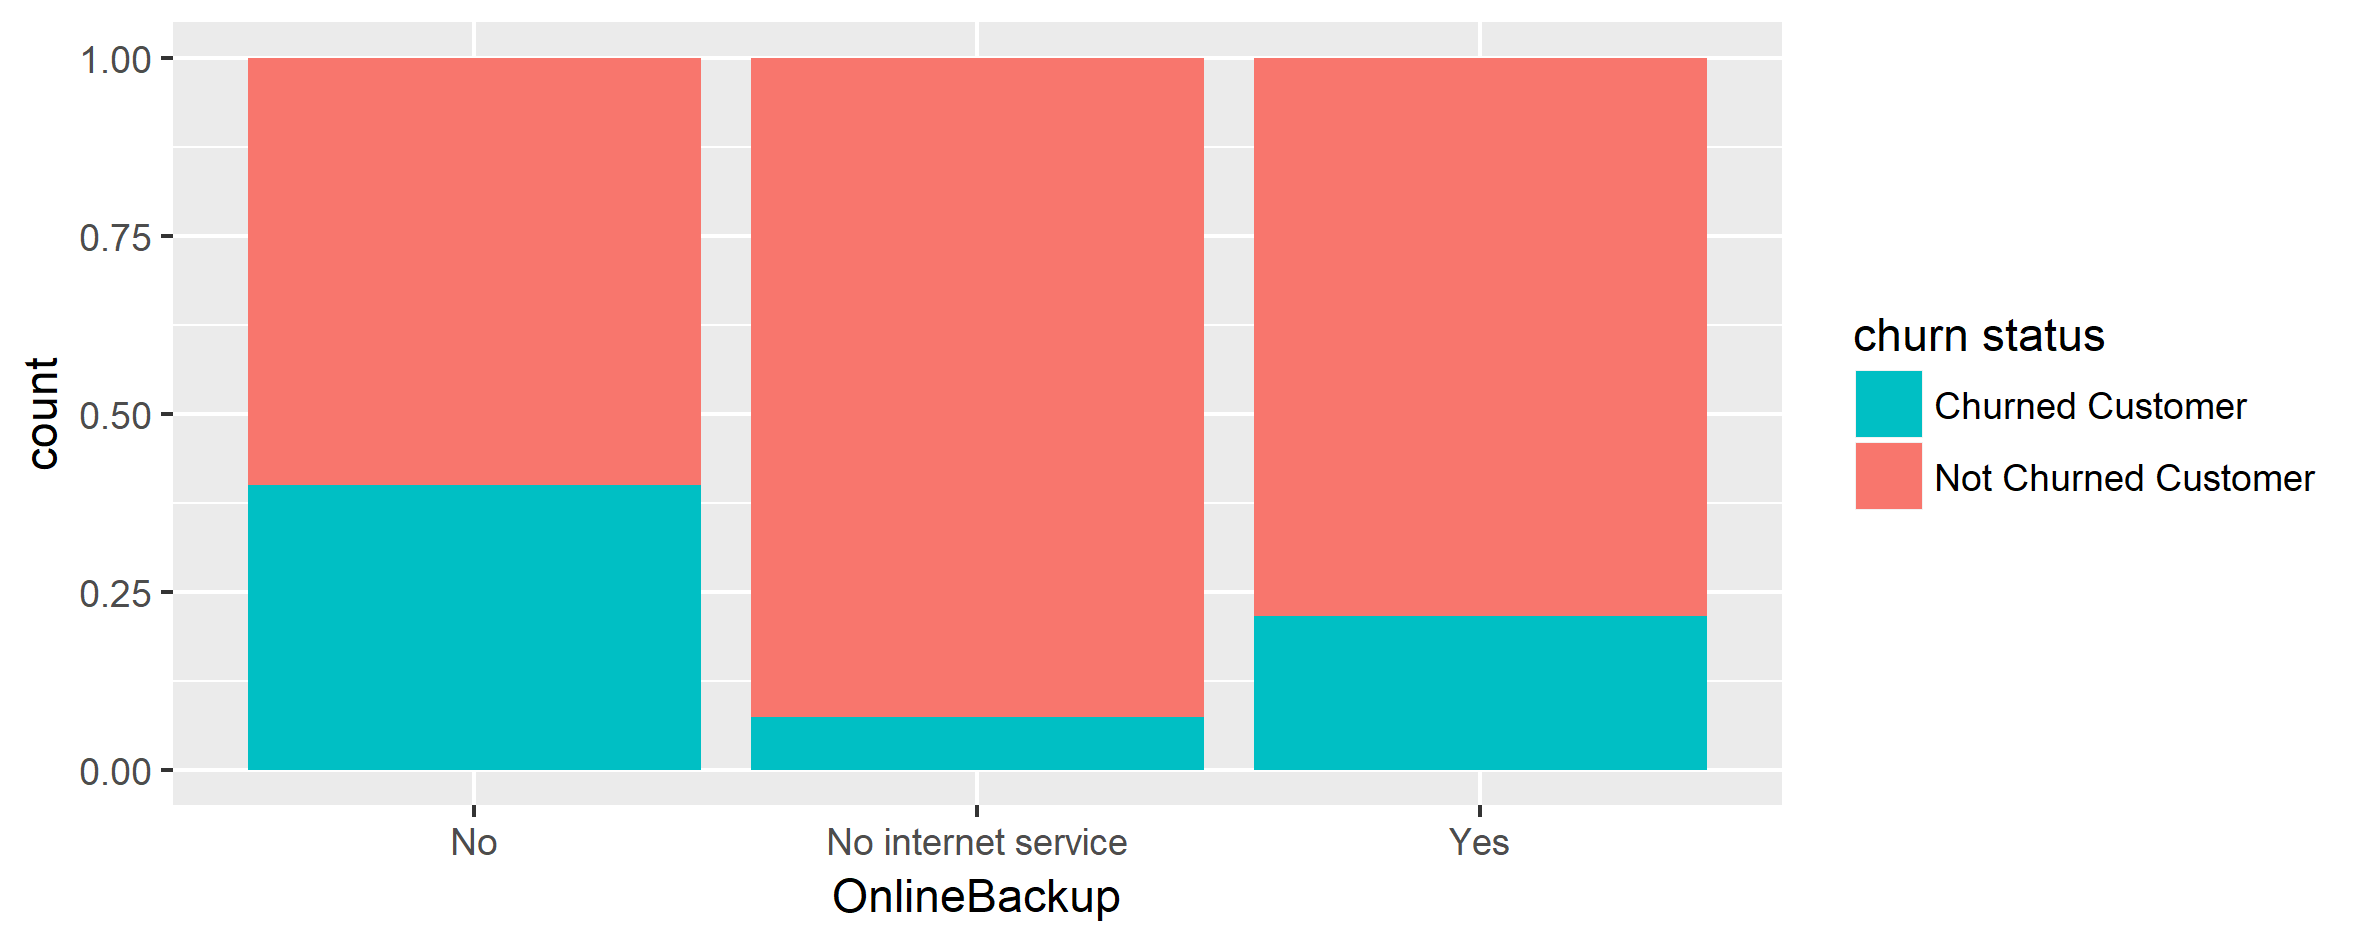 1.00
0.75
0.50
0.25
0.00
count
No
No internet service
Yes
OnlineBackup
churn status
Churned Customer
Not Churned Customer